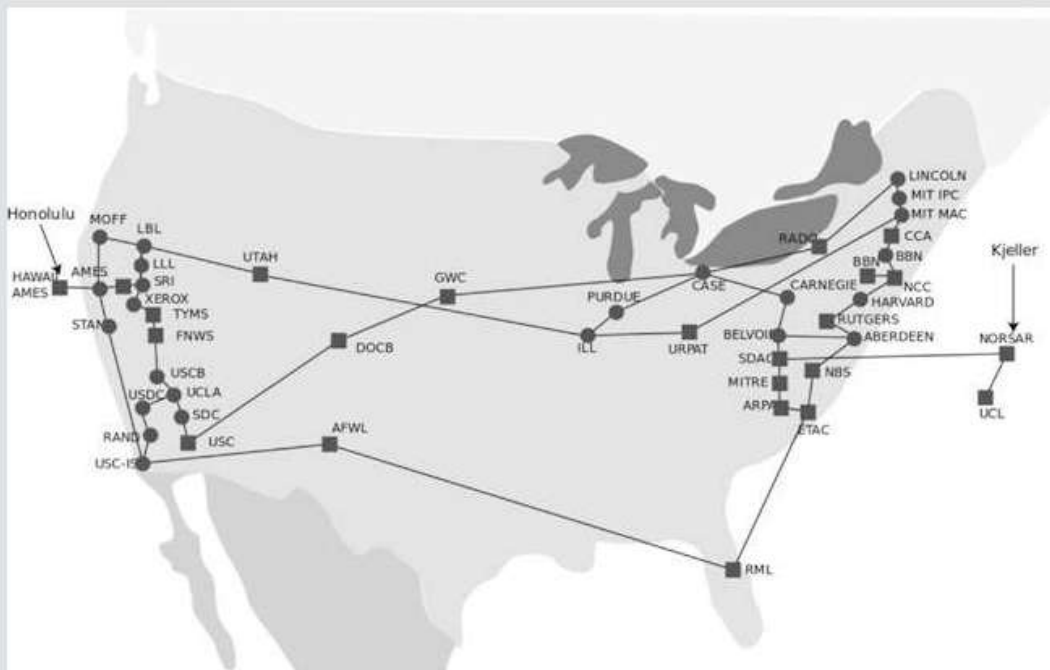 LINCOLN
MIT IPC
MIT MAC
Honolulu
MOFF
LBL
RADC
CCA
Kjeller
UTAH
BBN
BBN
LLL
HAWAII
AMES
AMES
SRI
GWC
CASE
CARNEGIE
NCC
XEROX
PURDUE
HARVARD
TYMS
STAN
RUTGERS
FNWS
DOCB
ILL
URPAT
BELVOIR
ABERDEEN
NORSAR
SDAC
USCB
NBS
MITRE
USDC
UCLA
ARPA
UCL
SDC
ETAC
RAND
USC
AFWL
USC-IS
RML